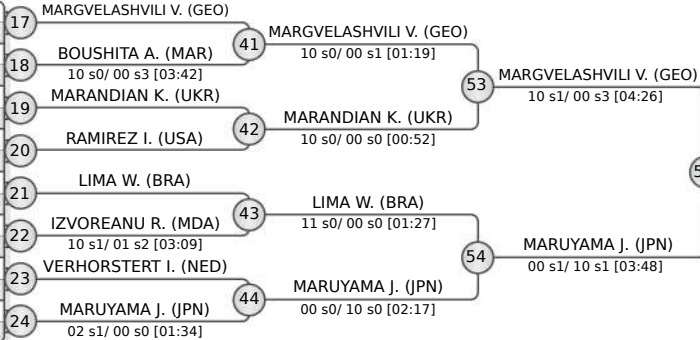 17
MARGVELASHVILI V. (GEO)
18
BOUSHITA A. (MAR)
10 s0/ 00 s3 [03:42]
41
MARGVELASHVILI V. (GEO)
10 s0/ 00 s1 [01:19]
19
MARANDIAN K. (UKR)
20
RAMIREZ I. (USA)
42
MARANDIAN K. (UKR)
10 s0/ 00 s0 [00:52]
53
MARGVELASHVILI V. (GEO)
10 s1/ 00 s3 [04:26]
21
LIMA W. (BRA)
22
IZVOREANU R. (MDA)
10 s1/ 01 s2 [03:09]
43
LIMA W. (BRA)
11 s0/ 00 s0 [01:27]
23
VERHORSTERT I. (NED)
24
MARUYAMA J. (JPN)
02 s1/ 00 s0 [01:34]
44
MARUYAMA J. (JPN)
00 s0/ 10 s0 [02:17]
54
MARUYAMA J. (JPN)
00 s1/ 10 s1 [03:48]